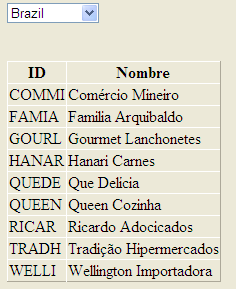 Brazil
ID Nombre
COMMI Comércio Mineiro
FAMIA Familia Arquibaldo
GOURL Gourmet Lanchonetes
HANAR Hanari Carnes
QUEDE Que Delícia
QUEEN Queen Cozinha
RICAR Ricardo Adocicados
TRADH Tradição Hipermercados
WELLI Wellington Importadora